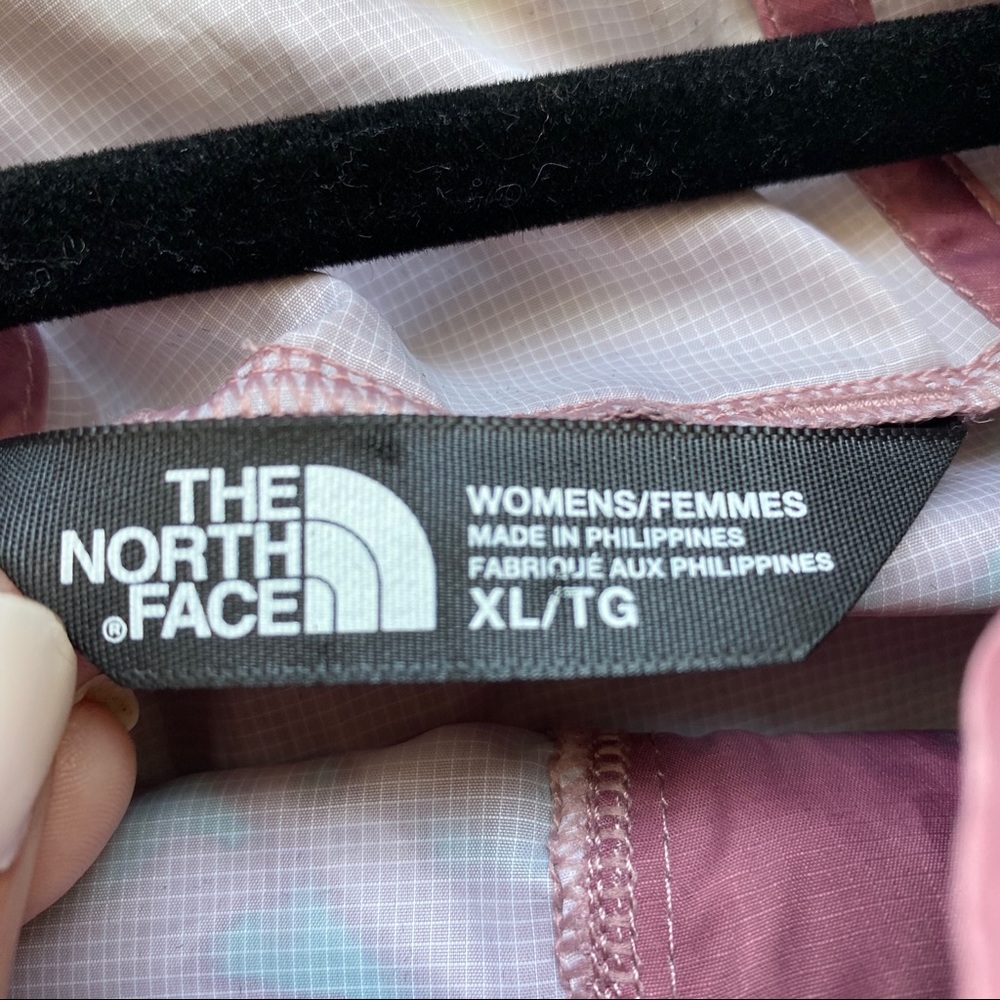 THE
NORTH
®FACE
WOMENS/FEMMES
MADE IN PHILIPPINES
FABRIQUÉ AUX PHILIPPINES
XL/TG